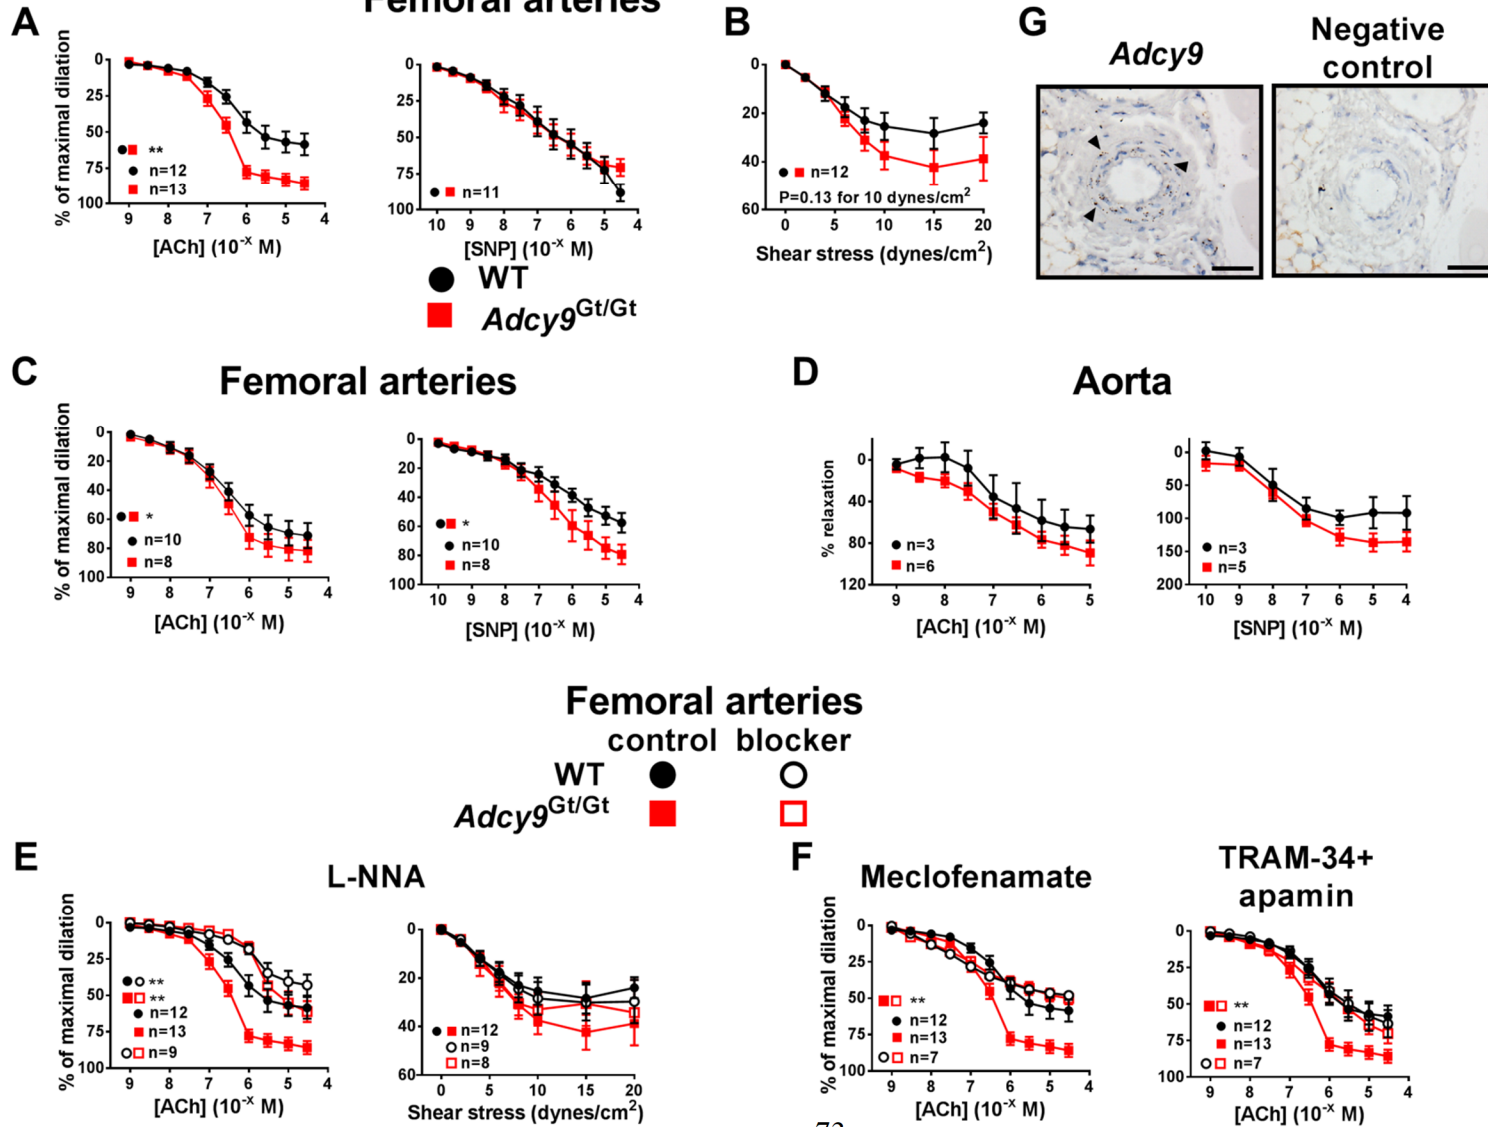 Femoral arteries
A
% of maximal dilation
0
25
50
75
100
**
n=12
n=13
9 8 7 6 5 4
[ACh] (10-x M)
0
25
50
75
100
n=11
10 9 8 7 6 5 4
[SNP] (10-x M)
WT
Adcy9Gt/Gt
B
0
20
40
60
n=12
P=0.13 for 10 dynes/cm2
0 5 10 15 20
Shear stress (dynes/cm2)
G
Adcy9
Negative
control
C
Femoral arteries
% of maximal dilation
0
20
40
60
80
100
*
n=10
n=8
9 8 7 6 5 4
[ACh] (10-x M)
0
20
40
60
80
100
*
n=10
n=8
10 9 8 7 6 5 4
[SNP] (10-x M)
D
Aorta
% relaxation
0
40
80
120
n=3
n=6
9 8 7 6 5
[ACh] (10-x M)
0
50
100
150
200
n=3
n=5
10 9 8 7 6 5 4
[SNP] (10-x M)
Femoral arteries
control blocker
WT
Adcy9Gt/Gt
E
L-NNA
% of maximal dilation
0
25
50
75
100
**
**
n=12
n=13
n=9
9 8 7 6 5 4
[ACh] (10-x M)
0
20
40
60
n=12
n=9
n=8
0 5 10 15 20
Shear stress (dynes/cm2)
F
Meclofenamate
% of maximal dilation
0
25
50
75
100
**
n=12
n=13
n=7
9 8 7 6 5 4
[ACh] (10-x M)
TRAM-34+
apamin
0
25
50
75
100
**
n=12
n=13
n=7
9 8 7 6 5 4
[ACh] (10-x M)